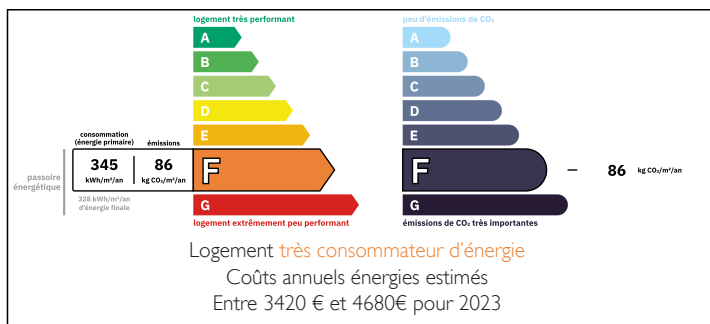 logement très performant
A
B
C
D
E
consommation
(énergie primaire)
émissions
345
kWh/m²/an
86
kg CO₂/m²/an
F
passoire
énergétique
328 kWh/m²/an
d'énergie finale
G
logement extrêmement peu performant
peu d'émissions de CO₂
A
B
C
D
E
F
86 kg CO₂/m²/an
G
émissions de CO₂ très importantes
Logement très consommateur d'énergie
Coûts annuels énergies estimés
Entre 3420 € et 4680€ pour 2023